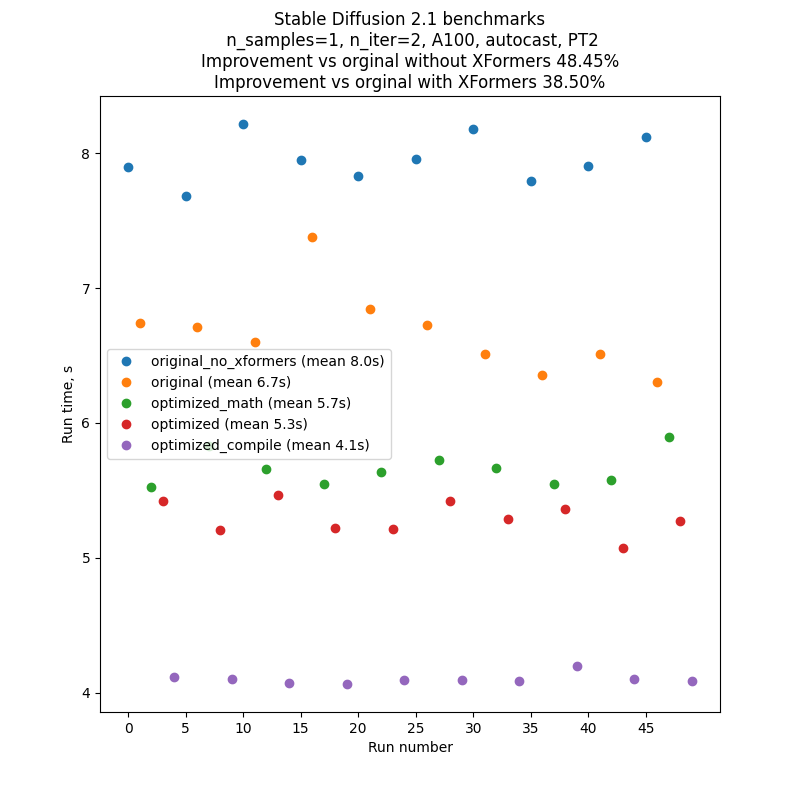 Stable Diffusion 2.1 benchmarks
n_samples=1, n_iter=2, A100, autocast, PT2
Improvement vs orginal without XFormers 48.45%
Improvement vs orginal with XFormers 38.50%
8
7
6
5
4
Run time, s
original_no_xformers (mean 8.0s)
original (mean 6.7s)
optimized_math (mean 5.7s)
optimized (mean 5.3s)
optimized_compile (mean 4.1s)
0 5 10 15 20 25 30 35 40 45
Run number